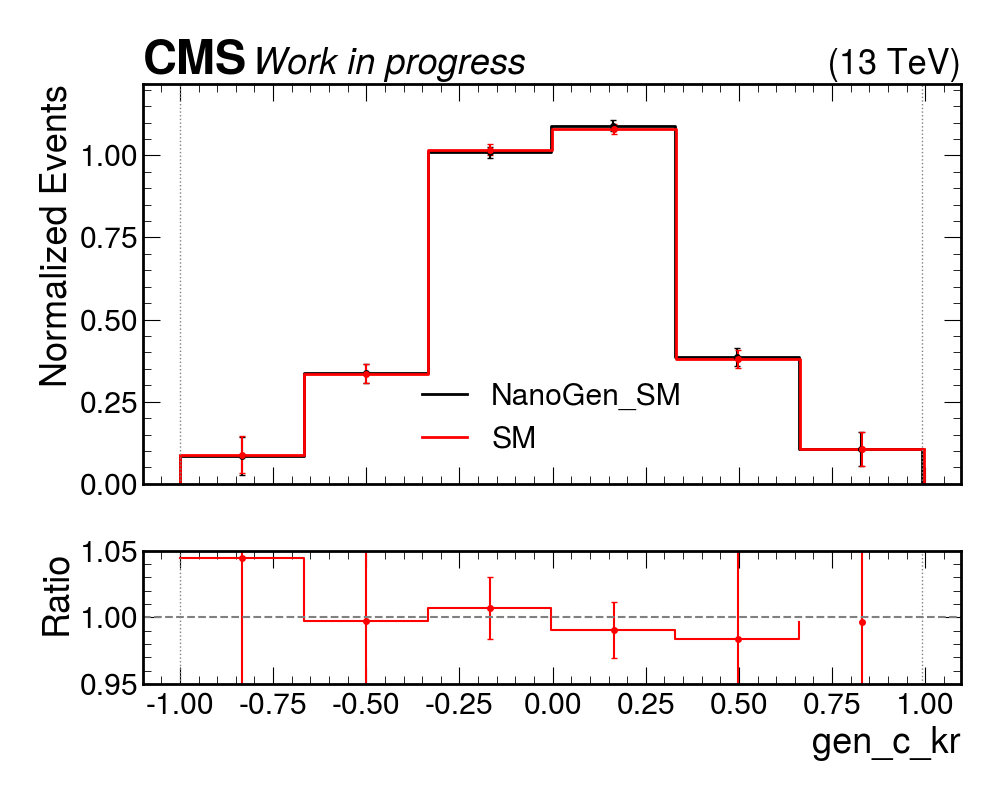 CMS Work in progress (13 TeV)
Normalized Events
1.00
0.75
0.50
0.25
0.00
NanoGen_SM
SM
Ratio
1.05
1.00
0.95
-1.00 -0.75 -0.50 -0.25 0.00 0.25 0.50 0.75 1.00
gen_c_kr